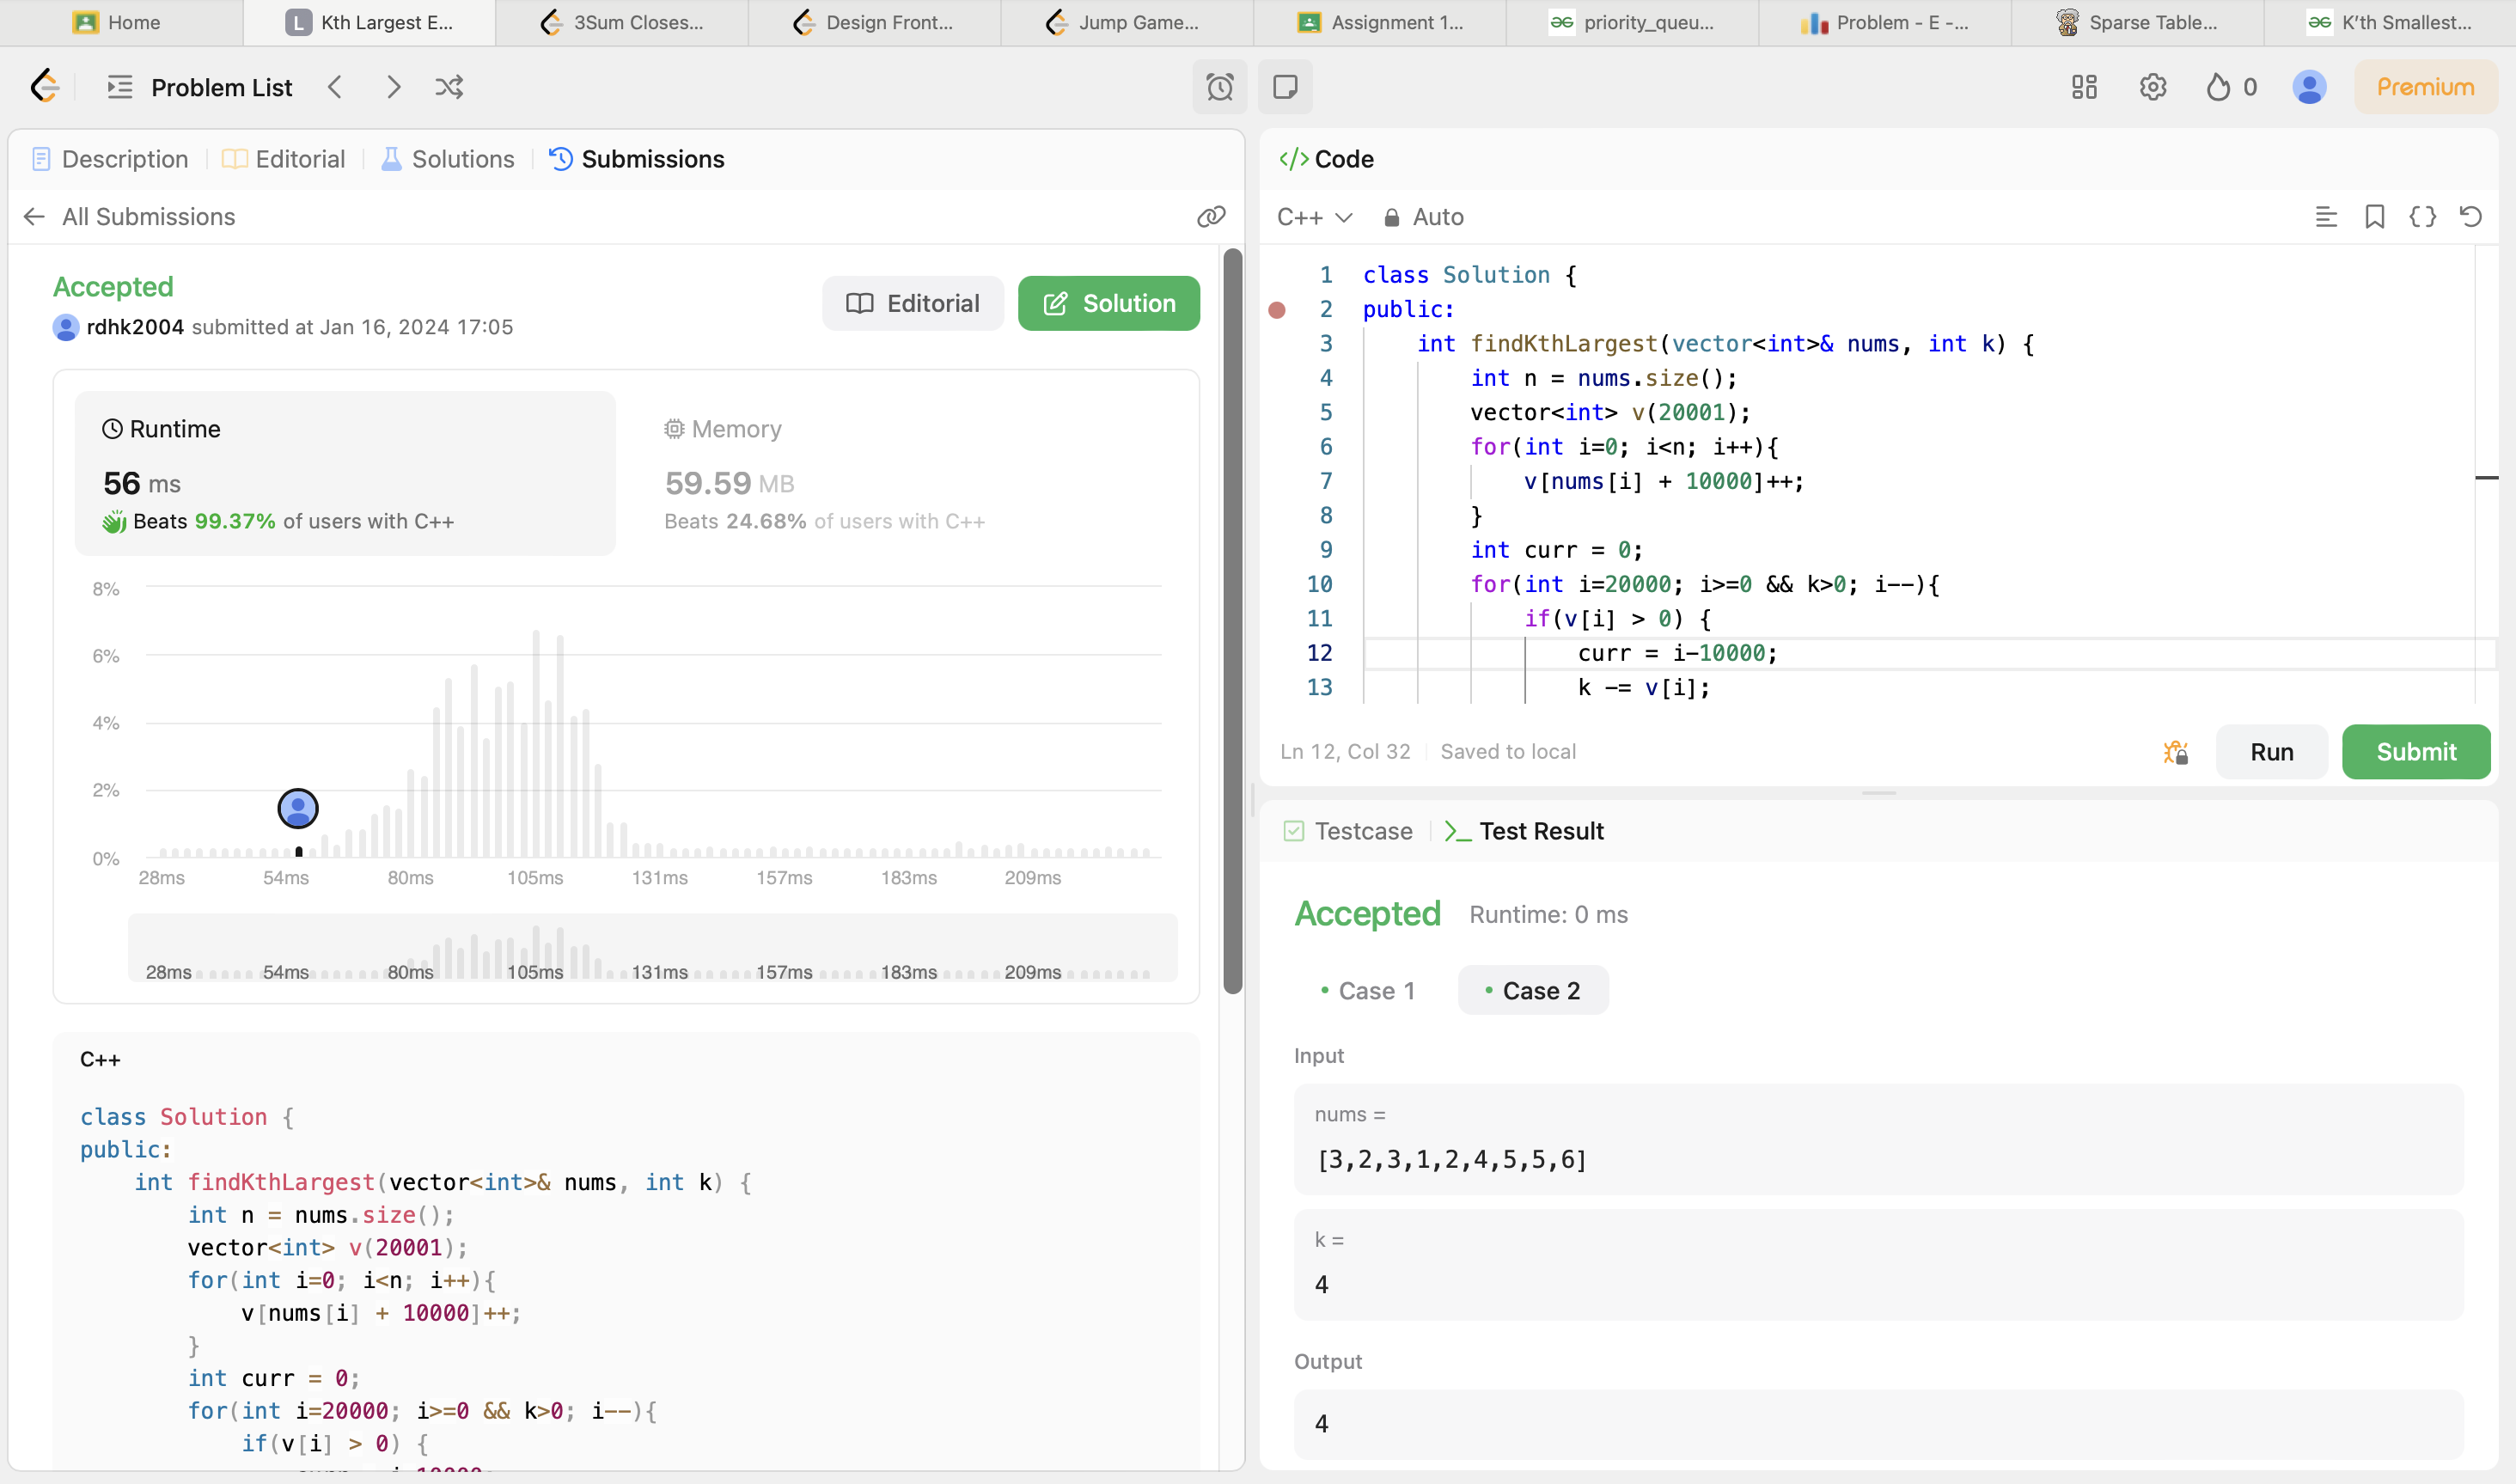 Home
L Kth Largest E...
3Sum Closes...
Design Front...
Jump Game...
Assignment 1...
priority_queu...
Problem - E -...
Sparse Table...
K'th Smallest...
Problem List
0
Premium
Description
Editorial
Solutions
Submissions
All Submissions
Accepted
rdhk2004 submitted at Jan 16, 2024 17:05
Editorial
Solution
Runtime
56 ms
Beats 99.37% of users with C++
Memory
59.59 MB
Beats 24.68% of users with C++
8%
6%
4%
2%
0%
28ms 54ms 80ms 105ms 131ms 157ms 183ms 209ms
28ms 54ms 80ms 105ms 131ms 157ms 183ms 209ms
C++
class Solution {
public:
    int findKthLargest(vector<int>& nums, int k) {
        int n = nums.size();
        vector<int> v(20001);
        for(int i=0; i<n; i++){
            v[nums[i] + 10000]++;
        }
        int curr = 0;
        for(int i=20000; i>=0 && k>0; i--){
            if(v[i] > 0) {
</> Code
C++ Auto
1 class Solution {
2 public:
3     int findKthLargest(vector<int>& nums, int k) {
4         int n = nums.size();
5         vector<int> v(20001);
6         for(int i=0; i<n; i++){
7             v[nums[i] + 10000]++;
8         }
9         int curr = 0;
10         for(int i=20000; i>=0 && k>0; i--){
11             if(v[i] > 0) {
12                 curr = i-10000;
13                 k -= v[i];
Ln 12, Col 32 Saved to local
Run
Submit
Testcase
>_ Test Result
Accepted Runtime: 0 ms
• Case 1 • Case 2
Input
nums =
[3,2,3,1,2,4,5,5,6]
k =
4
Output
4